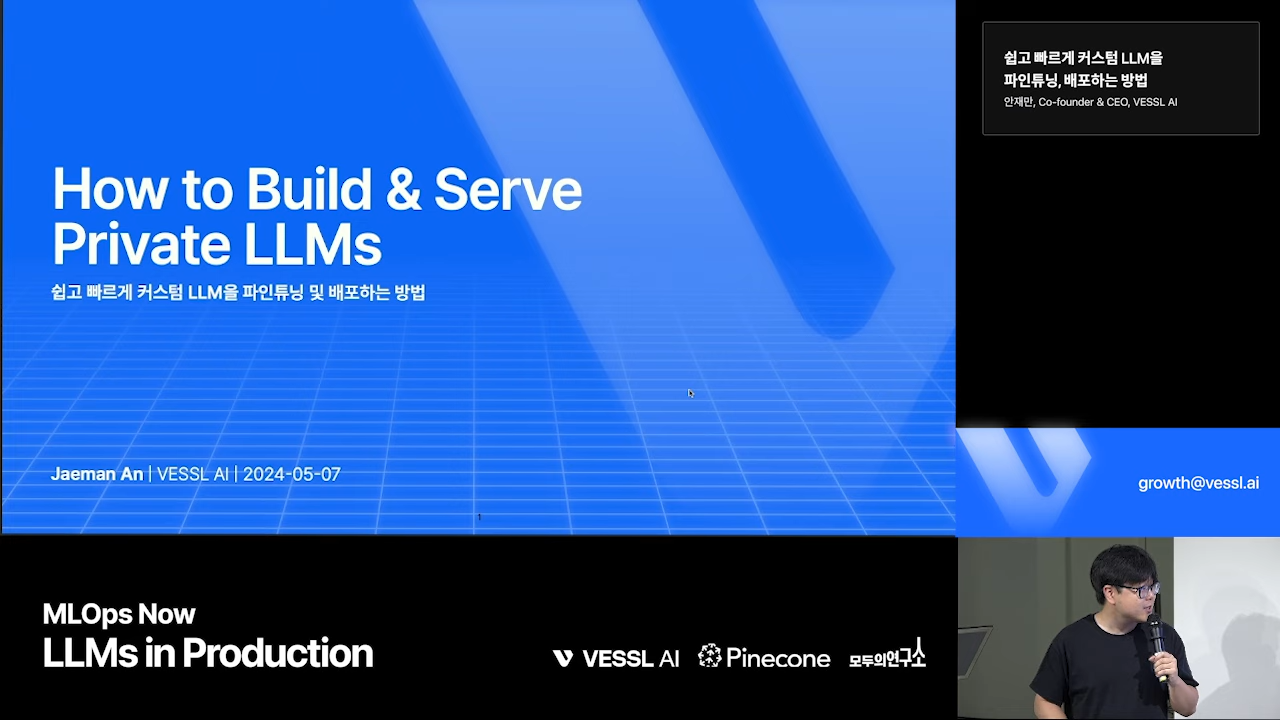 How to Build & Serve
Private LLMs
쉽고 빠르게 커스텀 LLM을 파인튜닝 및 배포하는 방법
Jaeman An | VESSL AI | 2024-05-07
1
쉽고 빠르게 커스텀 LLM을
파인튜닝, 배포하는 방법
안재만, Co-founder & CEO, VESSL AI
growth@vessl.ai
MLOps Now
LLMs in Production
VESSL AI
Pinecone
모두의연구소